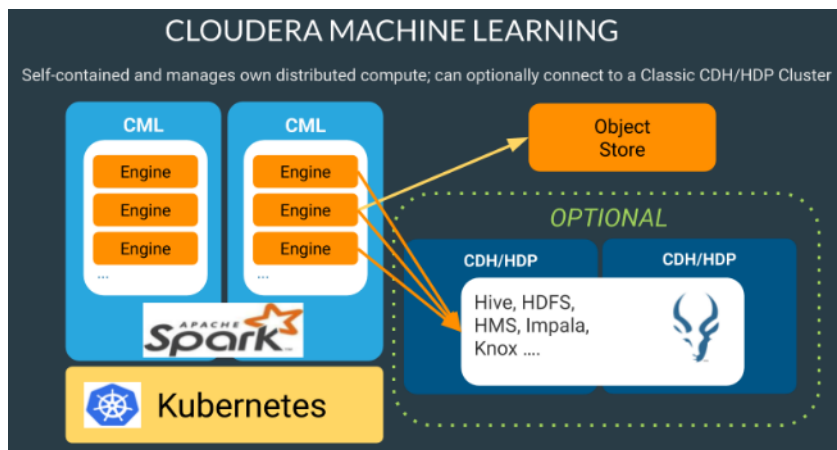 CLOUDERA MACHINE LEARNING
Self-contained and manages own distributed compute; can optionally connect to a Classic CDH/HDP Cluster
CML
Engine
Engine
Engine
...
CML
Engine
Engine
Engine
...
APACHE
Spark™
Kubernetes
Object
Store
OPTIONAL
CDH/HDP
CDH/HDP
Hive, HDFS,
HMS, Impala,
Knox ....